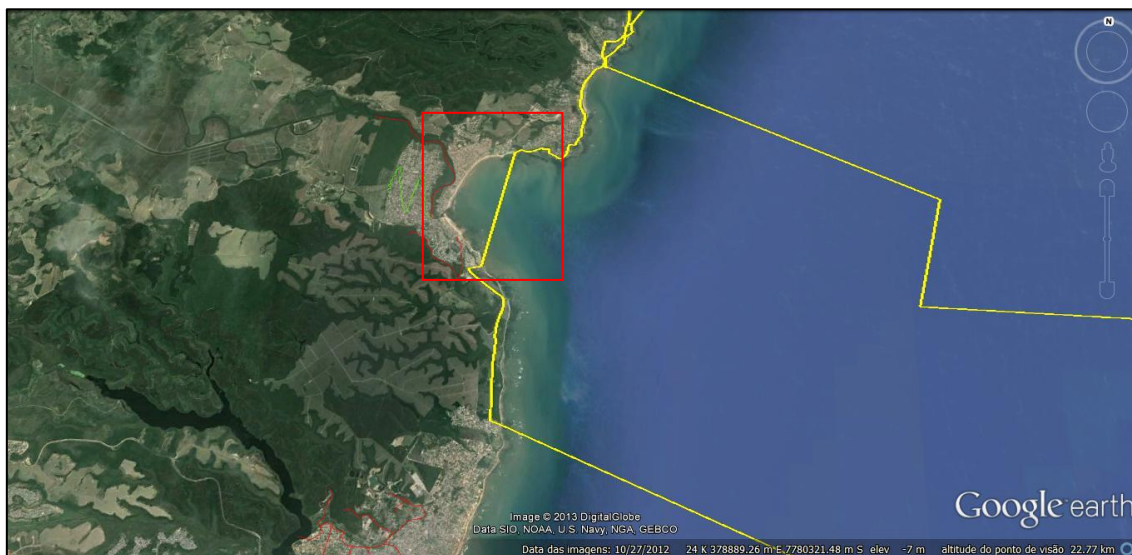 N
Image © 2013 DigitalGlobe
Data SIO, NOAA, U.S. Navy, NGA, GEBCO
Google earth
Data das imagens: 10/27/2012 24 K 378889.26 m E 7780321.48 m S elev -7 m altitude do ponto de visão 22.77 km